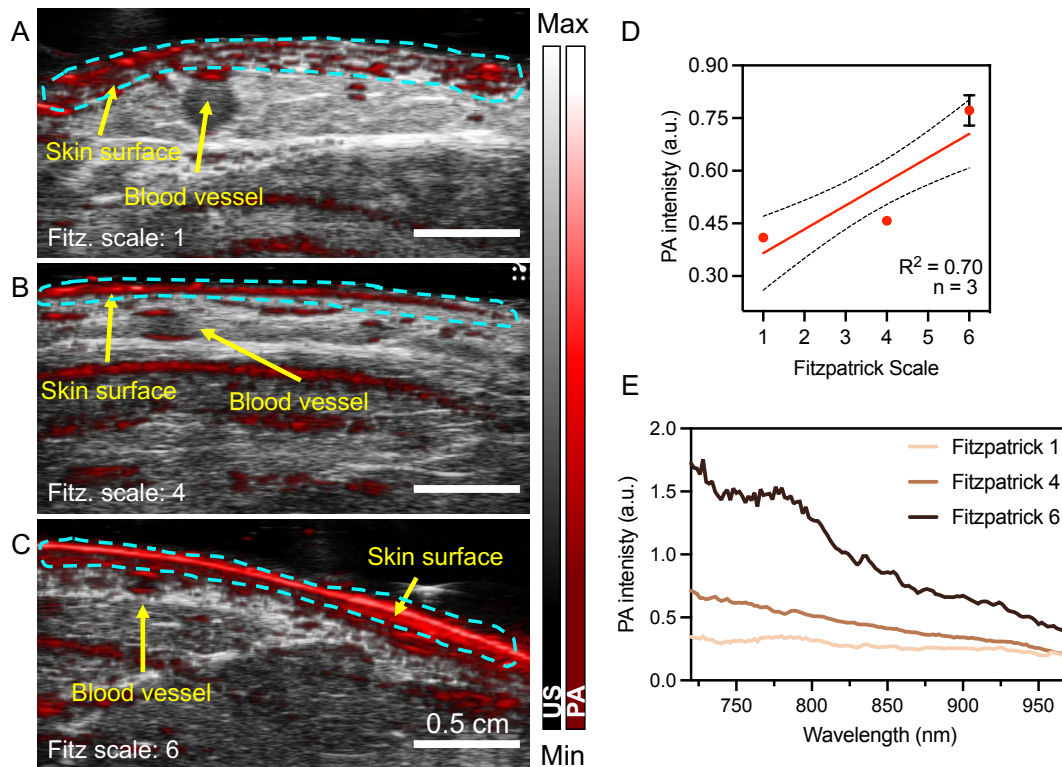 A
Skin surface
Blood vessel
Fitz. scale: 1
B
Skin surface
Blood vessel
Fitz. scale: 4
C
Skin surface
Blood vessel
0.5 cm
Fitz scale: 6
Max
US
PA
Min
D
0.90
0.75
0.60
0.45
0.30
PA intenisty (a.u.)
R² = 0.70
n = 3
1 2 3 4 5 6
Fitzpatrick Scale
E
2.0
1.5
1.0
0.5
0.0
PA intenisty (a.u.)
Fitzpatrick 1
Fitzpatrick 4
Fitzpatrick 6
750 800 850 900 950
Wavelength (nm)